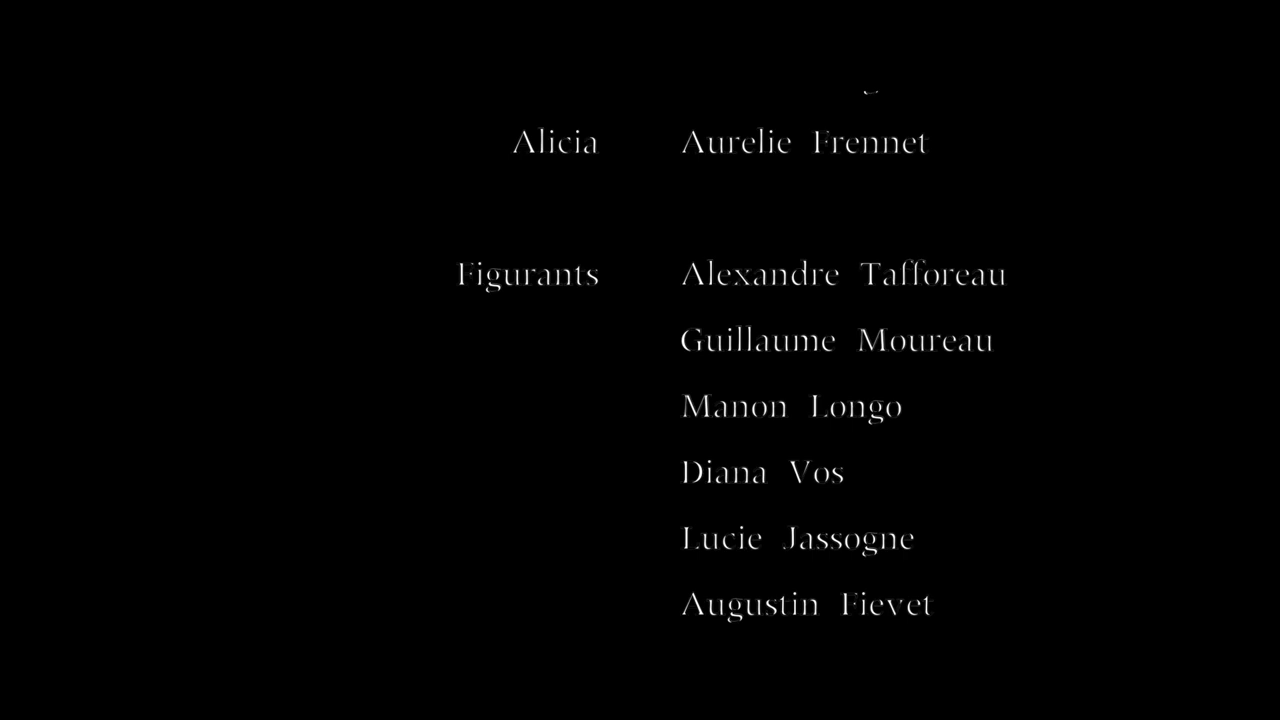 Alicia Aurelie Frennet
Figurants Alexandre Tafforeau
Guillaume Moureau
Manon Longo
Diana Vos
Lucie Jassogne
Augustin Fievet